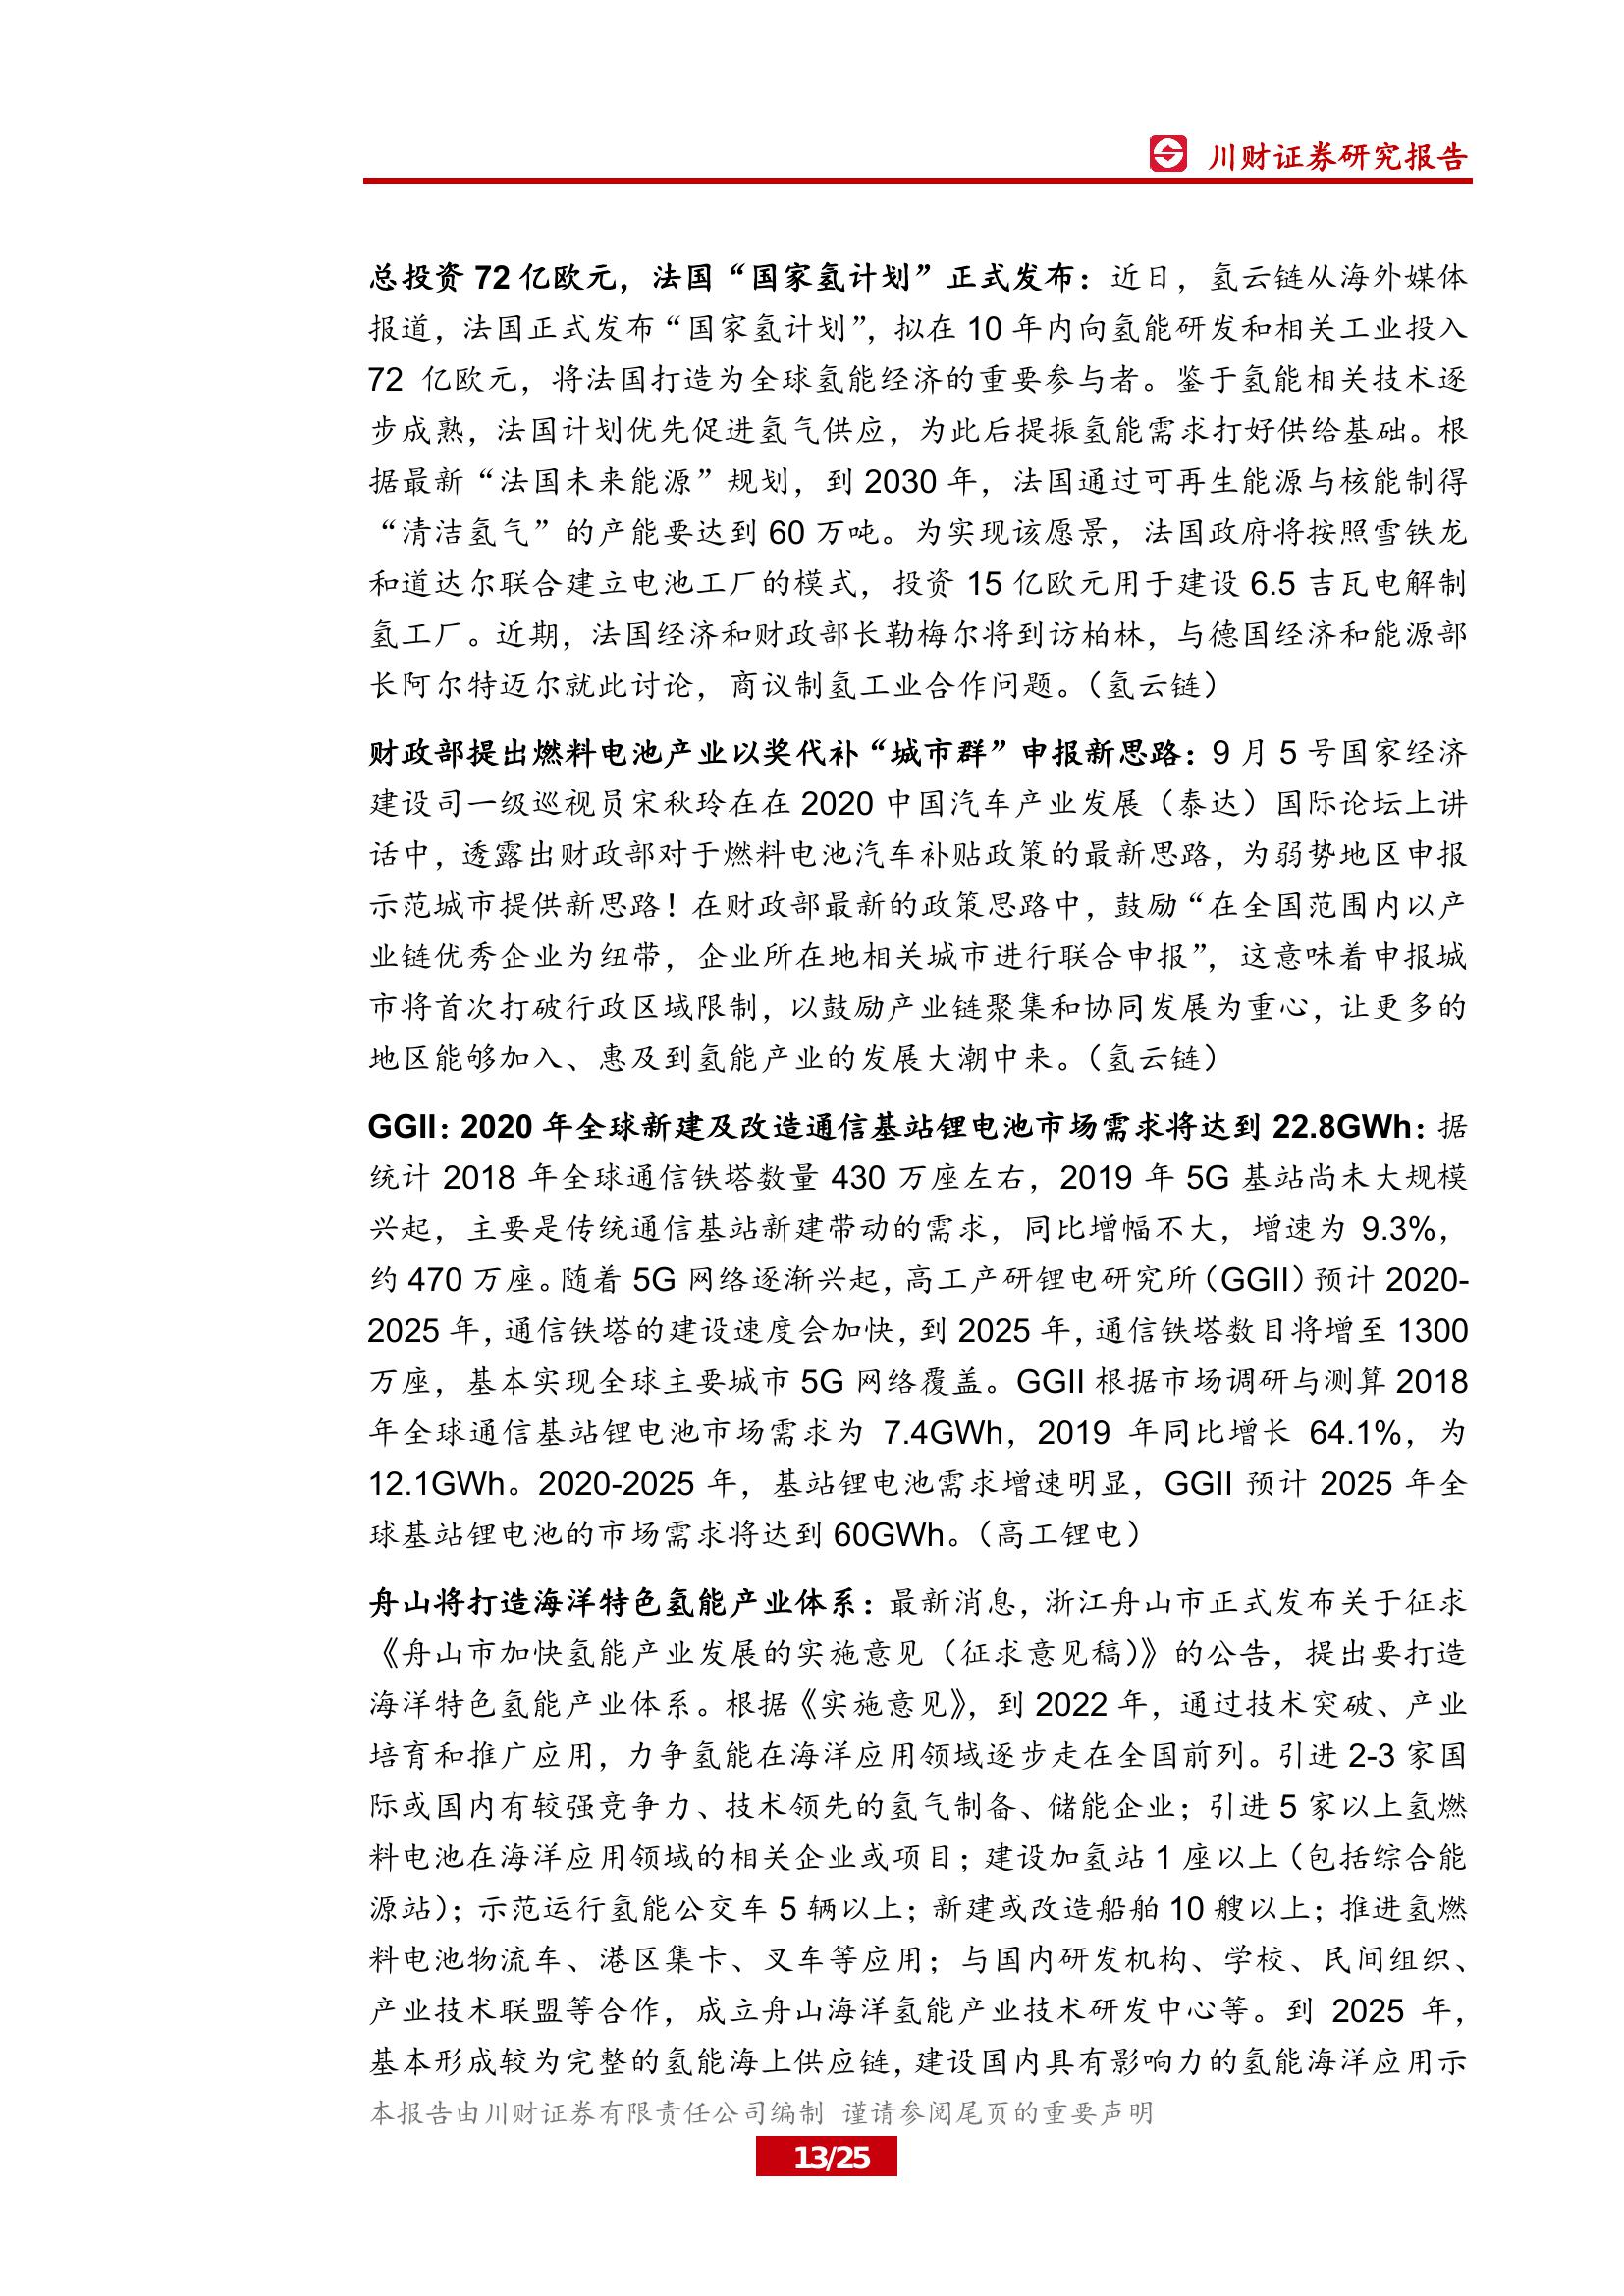 川财证券研究报告
总投资 72 亿欧元，法国“国家氢计划”正式发布：近日，氢云链从海外媒体
报道，法国正式发布“国家氢计划”，拟在 10 年内向氢能研发和相关工业投入
72 亿欧元，将法国打造为全球氢能经济的重要参与者。鉴于氢能相关技术逐
步成熟，法国计划优先促进氢气供应，为此后提振氢能需求打好供给基础。根
据最新“法国未来能源”规划，到 2030 年，法国通过可再生能源与核能制得
“清洁氢气”的产能要达到 60 万吨。为实现该愿景，法国政府将按照雪铁龙
和道达尔联合建立电池工厂的模式，投资 15 亿欧元用于建设 6.5 吉瓦电解制
氢工厂。近期，法国经济和财政部长勒梅尔将到访柏林，与德国经济和能源部
长阿尔特迈尔就此讨论，商议制氢工业合作问题。（氢云链）
财政部提出燃料电池产业以奖代补“城市群”申报新思路：9 月 5 号国家经济
建设司一级巡视员宋秋玲在在 2020 中国汽车产业发展（泰达）国际论坛上讲
话中，透露出财政部对于燃料电池汽车补贴政策的最新思路，为弱势地区申报
示范城市提供新思路！在财政部最新的政策思路中，鼓励“在全国范围内以产
业链优秀企业为纽带，企业所在地相关城市进行联合申报”，这意味着申报城
市将首次打破行政区域限制，以鼓励产业链聚集和协同发展为重心，让更多的
地区能够加入、惠及到氢能产业的发展大潮中来。（氢云链）
GGII：2020 年全球新建及改造通信基站锂电池市场需求将达到 22.8GWh：据
统计 2018 年全球通信铁塔数量 430 万座左右，2019 年 5G 基站尚未大规模
兴起，主要是传统通信基站新建带动的需求，同比增幅不大，增速为 9.3%，
约 470 万座。随着 5G 网络逐渐兴起，高工产研锂电研究所（GGII）预计 2020-
2025 年，通信铁塔的建设速度会加快，到 2025 年，通信铁塔数目将增至 1300
万座，基本实现全球主要城市 5G 网络覆盖。GGII 根据市场调研与测算 2018
年全球通信基站锂电池市场需求为 7.4GWh，2019 年同比增长 64.1%，为
12.1GWh。2020-2025 年，基站锂电池需求增速明显，GGII 预计 2025 年全
球基站锂电池的市场需求将达到 60GWh。（高工锂电）
舟山将打造海洋特色氢能产业体系：最新消息，浙江舟山市正式发布关于征求
《舟山市加快氢能产业发展的实施意见（征求意见稿）》的公告，提出要打造
海洋特色氢能产业体系。根据《实施意见》，到 2022 年，通过技术突破、产业
培育和推广应用，力争氢能在海洋应用领域逐步走在全国前列。引进 2-3 家国
际或国内有较强竞争力、技术领先的氢气制备、储能企业；引进 5 家以上氢燃
料电池在海洋应用领域的相关企业或项目；建设加氢站 1 座以上（包括综合能
源站）；示范运行氢能公交车 5 辆以上；新建或改造船舶 10 艘以上；推进氢燃
料电池物流车、港区集卡、叉车等应用；与国内研发机构、学校、民间组织、
产业技术联盟等合作，成立舟山海洋氢能产业技术研发中心等。到 2025 年，
基本形成较为完整的氢能海上供应链，建设国内具有影响力的氢能海洋应用示
本报告由川财证券有限责任公司编制 谨请参阅尾页的重要声明
13/25